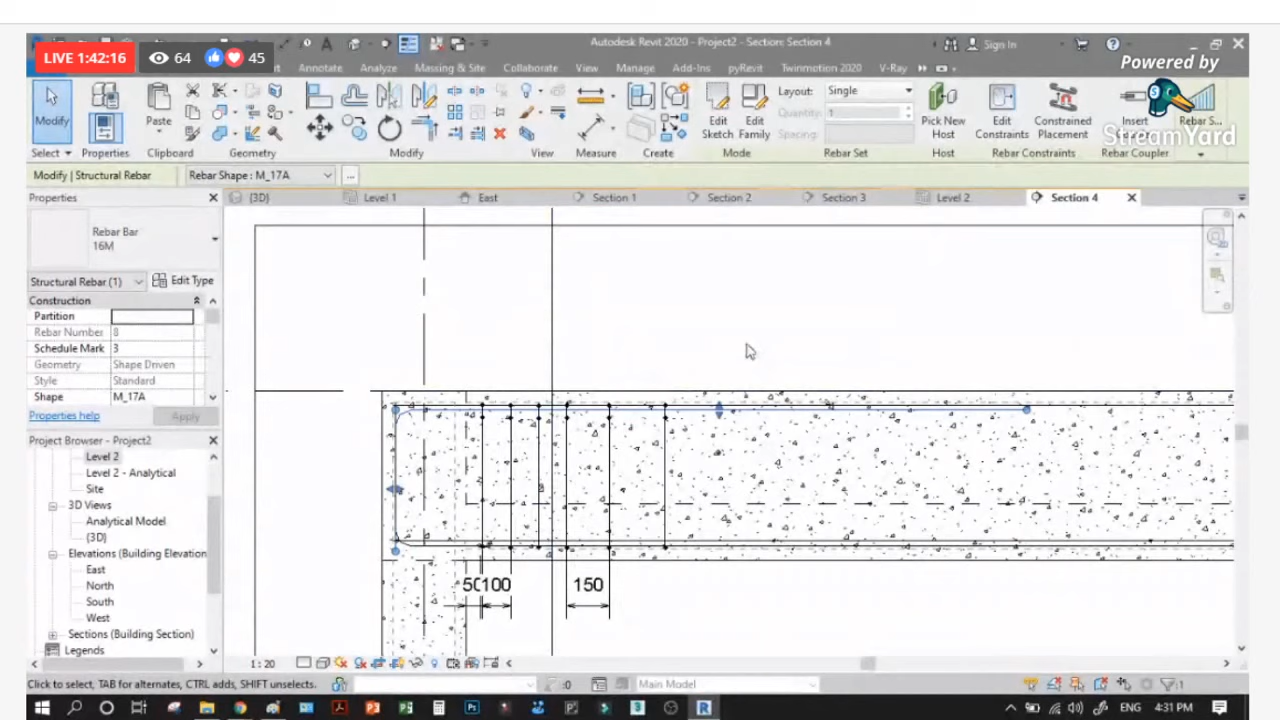 LIVE 1:42:16 64 45
Autodesk Revit 2020 - Project2 - Section: Section 4
Sign In
Powered by
StreamYard
Annotate Analyze Massing & Site Collaborate View Manage Add-Ins pyRevit Twinmotion 2020 V-Ray
Modify Properties Paste
Edit Sketch Edit Family
Layout: Single
Quantity: 1
Spacing:
Pick New Host Edit Constraints Constrained Placement Insert Rebar S...
Select Properties Clipboard Geometry Modify View Measure Create Mode Rebar Set Host Rebar Constraints Rebar Coupler
Modify | Structural Rebar Rebar Shape : M_17A ...
Properties
{3D} Level 1 East Section 1 Section 2 Section 3 Level 2 Section 4
Rebar Bar
16M
Structural Rebar (1) Edit Type
Construction
Partition
Rebar Number 8
Schedule Mark 3
Geometry Shape Driven
Style Standard
Shape M_17A
Properties help Apply
Project Browser - Project2
Level 2
Level 2 - Analytical
Site
3D Views
Analytical Model
{3D}
Elevations (Building Elevation
East
North
South
West
Sections (Building Section)
Legends
100 150
1 : 20
Click to select, TAB for alternates, CTRL adds, SHIFT unselects. :0 Main Model :1
ENG 4:31 PM